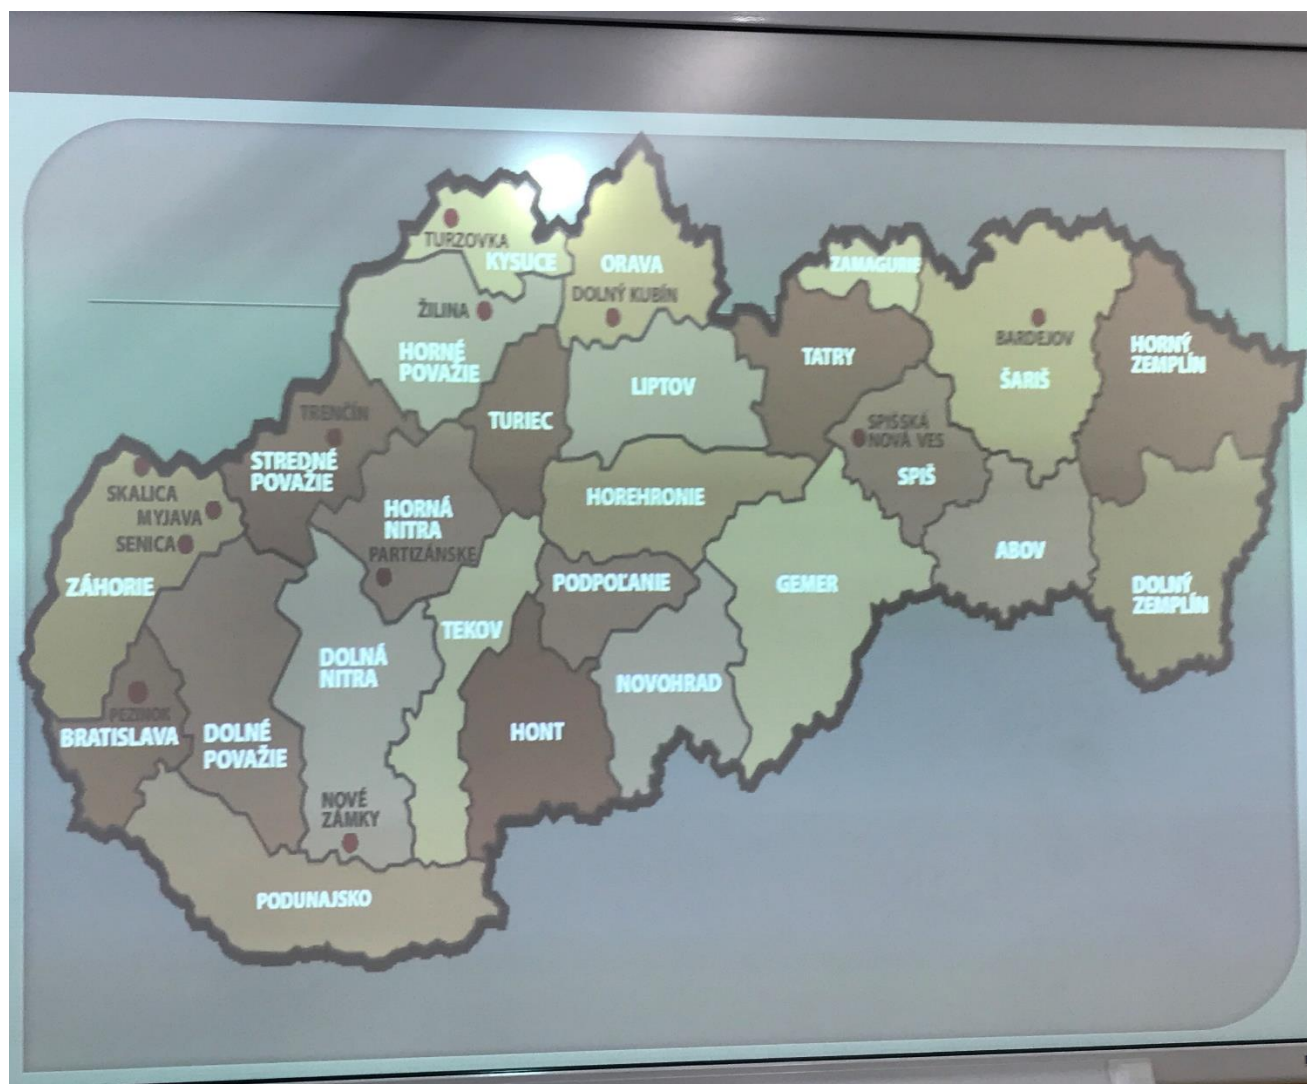 TURZOVKA
KYSUCE
ORAVA
ZAMAGURIE
DOLNÝ KUBÍN
ŽILINA
HORNÉ
POVAŽIE
TATRY
BARDEJOV
ŠARIŠ
HORNÝ
ZEMPLÍN
LIPTOV
TRENČÍN
TURIEC
SPIŠSKÁ
NOVÁ VES
SPIŠ
STREDNÉ
POVAŽIE
SKALICA
MYJAVA
SENICA
HORNÁ
NITRA
PARTIZÁNSKE
HOREHRONIE
ZÁHORIE
PODPOĽANIE
GEMER
ABOV
DOLNÝ
ZEMPLÍN
TEKOV
DOLNÁ
NITRA
NOVOHRAD
PEZINOK
BRATISLAVA
DOLNÉ
POVAŽIE
HONT
NOVÉ
ZÁMKY
PODUNAJSKO